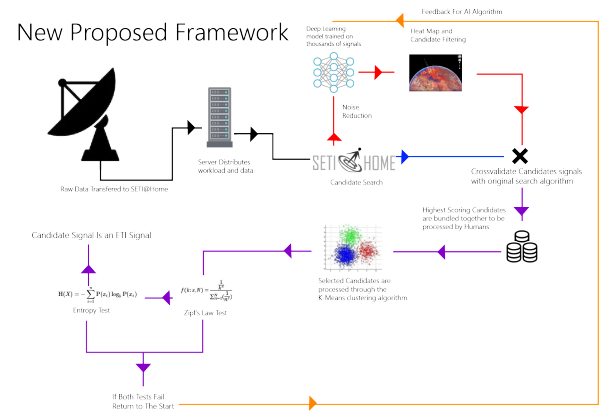 New Proposed Framework
Feedback For AI Algorithm
Deep Learning
model trained on
thousands of signals
Heat Map and
Candidate Filtering
Noise
Reduction
Server Distributes
workload and data
SETI@HOME
Candidate Search
Raw Data Transfered to SETI@Home
Crossvalidate Candidates signals
with original search algorithm
Highest Scoring Candidates
are bundled together to be
processed by Humans
Candidate Signal Is an ETI Signal
Selected Candidates are
processed through the
K Means clustering algorithm
Entropy Test
Zipf's Law Test
If Both Tests Fail
Return to The Start